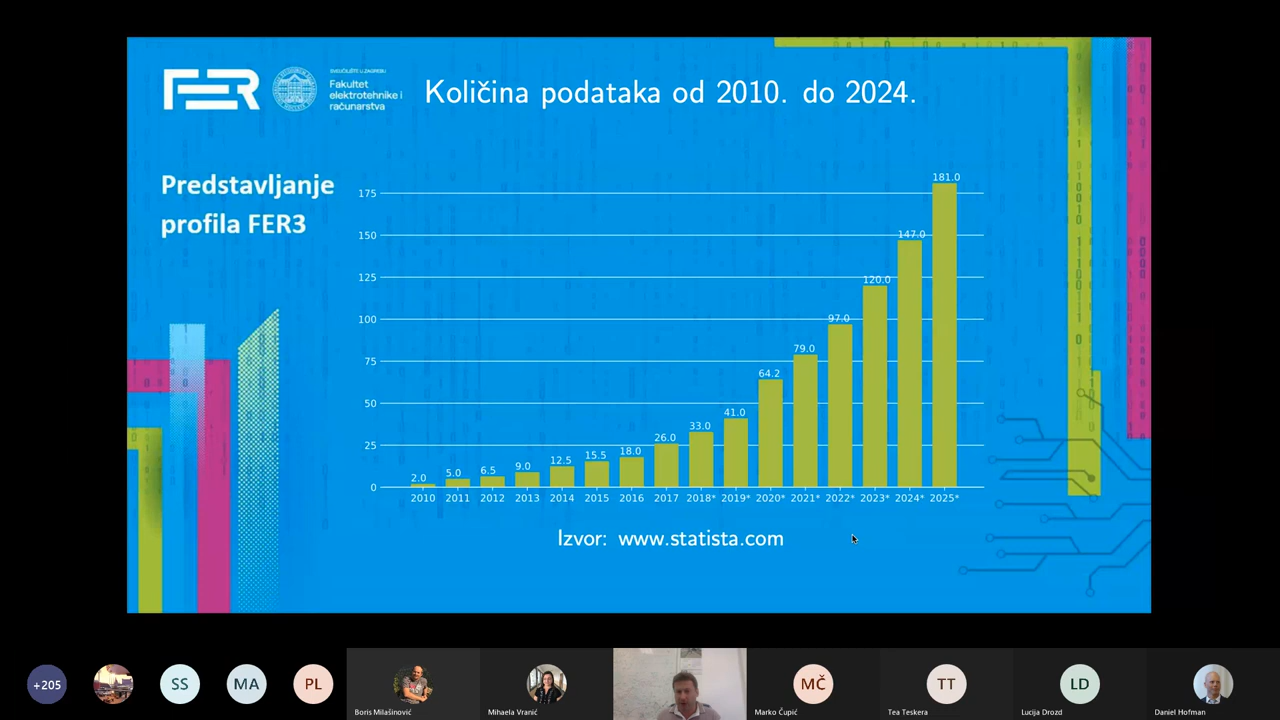 FER
SVEUČILIŠTE U ZAGREBU
Fakultet
elektrotehnike i
računarstva
Količina podataka od 2010. do 2024.
Predstavljanje
profila FER3
175
150
125
100
75
50
25
0
2.0
5.0
6.5
9.0
12.5
15.5
18.0
26.0
33.0
41.0
64.2
79.0
97.0
120.0
147.0
181.0
2010 2011 2012 2013 2014 2015 2016 2017 2018* 2019* 2020* 2021* 2022* 2023* 2024* 2025*
Izvor: www.statista.com
+205 SS MA PL MČ TT LD
Boris Milašinović Mihaela Vranić Marko Čupić Tea Teskera Lucija Drozd Daniel Hofman